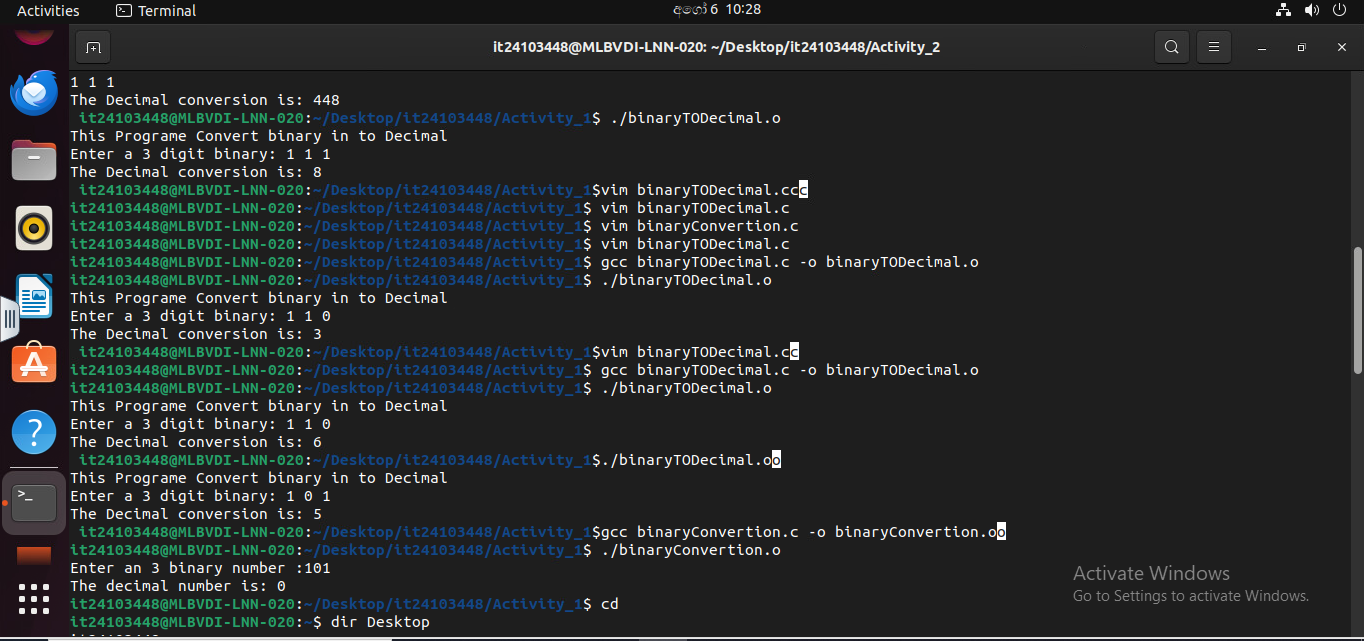 Activities Terminal අගෝ 6 10:28
it24103448@MLBVDI-LNN-020: ~/Desktop/it24103448/Activity_2
1 1 1
The Decimal conversion is: 448
it24103448@MLBVDI-LNN-020:~/Desktop/it24103448/Activity_1$ ./binaryTODecimal.o
This Programe Convert binary in to Decimal
Enter a 3 digit binary: 1 1 1
The Decimal conversion is: 8
it24103448@MLBVDI-LNN-020:~/Desktop/it24103448/Activity_1$vim binaryTODecimal.ccc
it24103448@MLBVDI-LNN-020:~/Desktop/it24103448/Activity_1$ vim binaryTODecimal.c
it24103448@MLBVDI-LNN-020:~/Desktop/it24103448/Activity_1$ vim binaryConvertion.c
it24103448@MLBVDI-LNN-020:~/Desktop/it24103448/Activity_1$ vim binaryTODecimal.c
it24103448@MLBVDI-LNN-020:~/Desktop/it24103448/Activity_1$ gcc binaryTODecimal.c -o binaryTODecimal.o
it24103448@MLBVDI-LNN-020:~/Desktop/it24103448/Activity_1$ ./binaryTODecimal.o
This Programe Convert binary in to Decimal
Enter a 3 digit binary: 1 1 0
The Decimal conversion is: 3
it24103448@MLBVDI-LNN-020:~/Desktop/it24103448/Activity_1$vim binaryTODecimal.cc
it24103448@MLBVDI-LNN-020:~/Desktop/it24103448/Activity_1$ gcc binaryTODecimal.c -o binaryTODecimal.o
it24103448@MLBVDI-LNN-020:~/Desktop/it24103448/Activity_1$ ./binaryTODecimal.o
This Programe Convert binary in to Decimal
Enter a 3 digit binary: 1 1 0
The Decimal conversion is: 6
it24103448@MLBVDI-LNN-020:~/Desktop/it24103448/Activity_1$./binaryTODecimal.oo
This Programe Convert binary in to Decimal
Enter a 3 digit binary: 1 0 1
The Decimal conversion is: 5
it24103448@MLBVDI-LNN-020:~/Desktop/it24103448/Activity_1$gcc binaryConvertion.c -o binaryConvertion.oo
it24103448@MLBVDI-LNN-020:~/Desktop/it24103448/Activity_1$ ./binaryConvertion.o
Enter an 3 binary number :101
The decimal number is: 0
it24103448@MLBVDI-LNN-020:~/Desktop/it24103448/Activity_1$ cd
it24103448@MLBVDI-LNN-020:~$ dir Desktop
Activate Windows
Go to Settings to activate Windows.